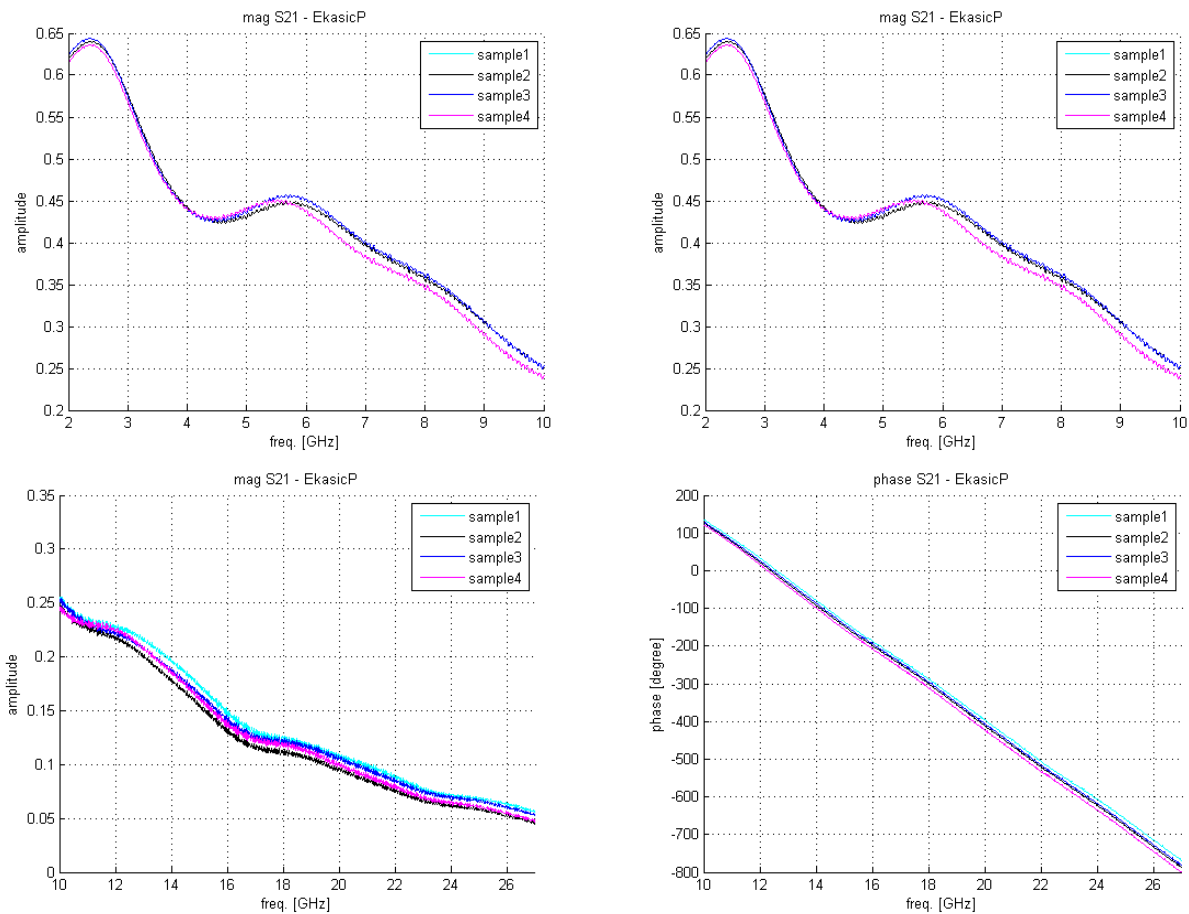 mag S21 - EkasicP
0.65
0.6
0.55
0.5
0.45
0.4
0.35
0.3
0.25
0.2
amplitude
sample1
sample2
sample3
sample4
2 3 4 5 6 7 8 9 10
freq. [GHz]
mag S21 - EkasicP
0.65
0.6
0.55
0.5
0.45
0.4
0.35
0.3
0.25
0.2
amplitude
sample1
sample2
sample3
sample4
2 3 4 5 6 7 8 9 10
freq. [GHz]
mag S21 - EkasicP
0.35
0.3
0.25
0.2
0.15
0.1
0.05
0
amplitude
sample1
sample2
sample3
sample4
10 12 14 16 18 20 22 24 26
freq. [GHz]
phase S21 - EkasicP
200
100
0
-100
-200
-300
-400
-500
-600
-700
-800
phase [degree]
sample1
sample2
sample3
sample4
10 12 14 16 18 20 22 24 26
freq. [GHz]